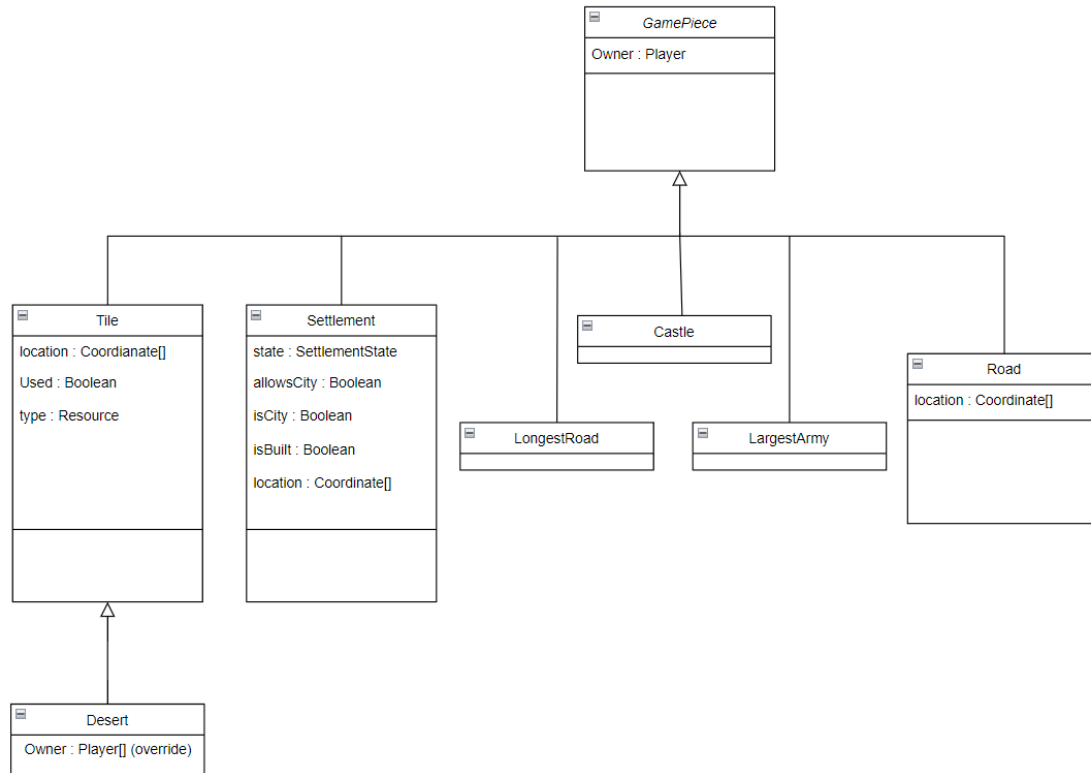 GamePiece
Owner : Player
Tile
location : Coordianate[]
Used : Boolean
type : Resource
Settlement
state : SettlementState
allowsCity : Boolean
isCity : Boolean
isBuilt : Boolean
location : Coordinate[]
LongestRoad
Castle
LargestArmy
Road
location : Coordinate[]
Desert
Owner : Player[] (override)